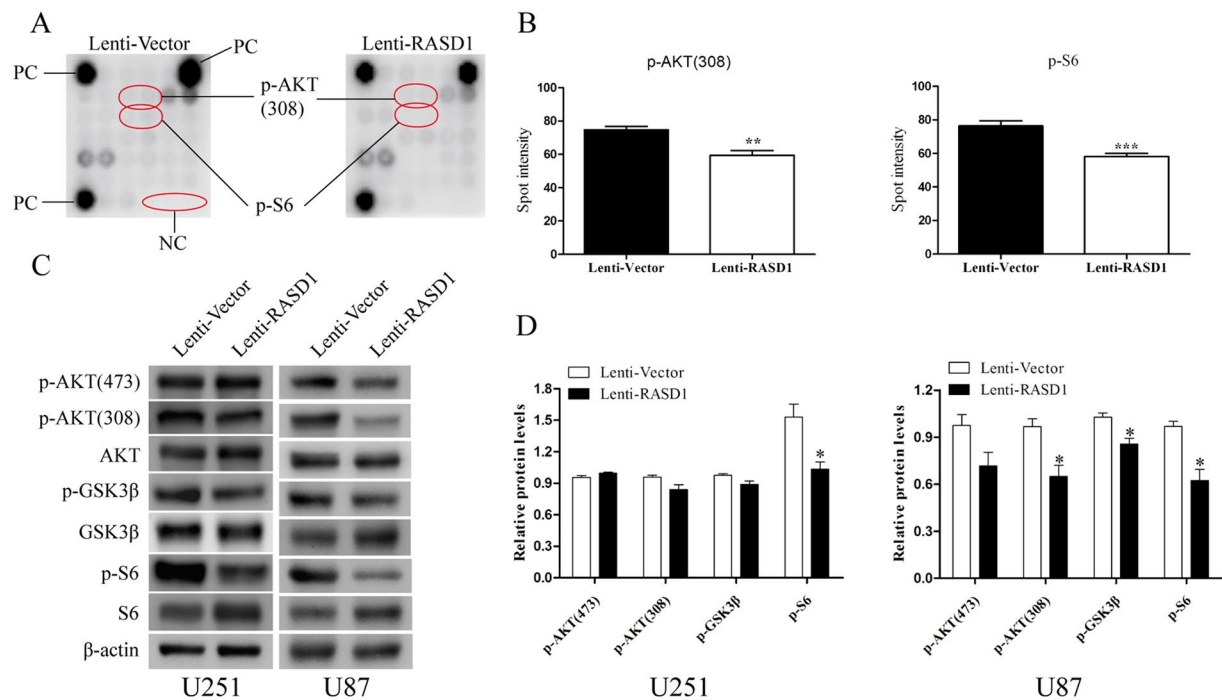 A
Lenti-Vector
Lenti-RASD1
PC
PC
p-AKT
(308)
p-S6
PC
NC
B
p-AKT(308)
Spot intensity
100
80
60
40
20
0
**
Lenti-Vector
Lenti-RASD1
p-S6
Spot intensity
100
80
60
40
20
0
***
Lenti-Vector
Lenti-RASD1
C
Lenti-Vector
Lenti-RASD1
Lenti-Vector
Lenti-RASD1
p-AKT(473)
p-AKT(308)
AKT
p-GSK3β
GSK3β
p-S6
S6
β-actin
U251
U87
D
Lenti-Vector
Lenti-RASD1
Relative protein levels
1.8
1.5
1.2
0.9
0.6
0.3
0.0
*
p-AKT(473)
p-AKT(308)
p-GSK3β
p-S6
U251
Lenti-Vector
Lenti-RASD1
Relative protein levels
1.2
0.9
0.6
0.3
0.0
*
*
*
p-AKT(473)
p-AKT(308)
p-GSK3β
p-S6
U87